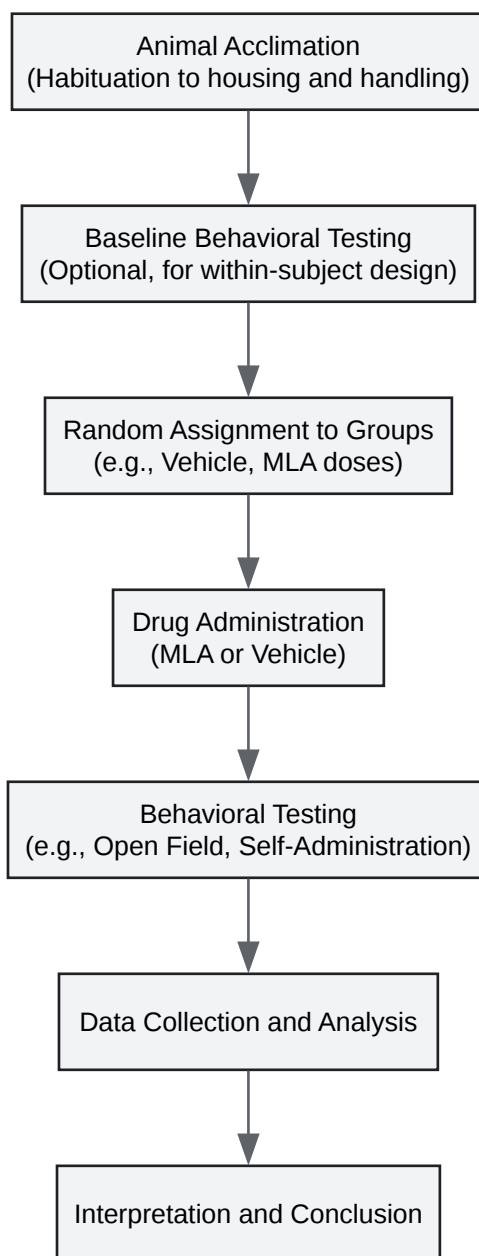 Animal Acclimation
(Habituation to housing and handling)
Baseline Behavioral Testing
(Optional, for within-subject design)
Random Assignment to Groups
(e.g., Vehicle, MLA doses)
Drug Administration
(MLA or Vehicle)
Behavioral Testing
(e.g., Open Field, Self-Administration)
Data Collection and Analysis
Interpretation and Conclusion